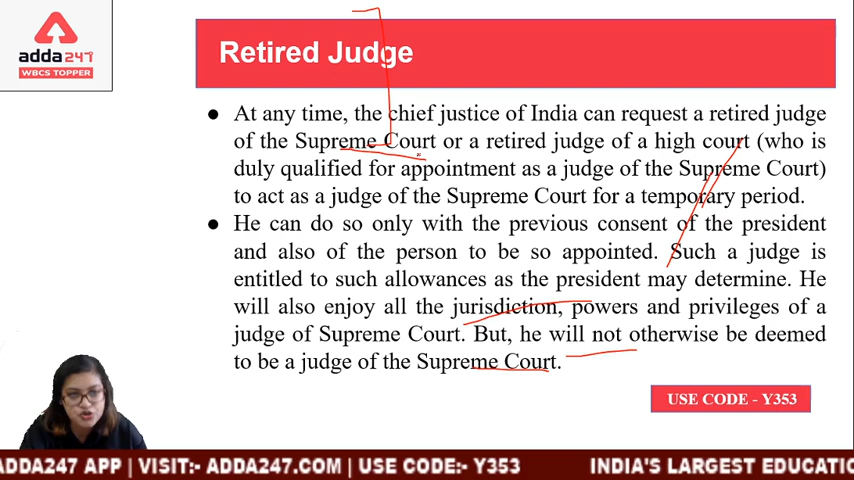 adda247
WBCS TOPPER
Retired Judge
● At any time, the chief justice of India can request a retired judge
of the Supreme Court or a retired judge of a high court (who is
duly qualified for appointment as a judge of the Supreme Court)
to act as a judge of the Supreme Court for a temporary period.
● He can do so only with the previous consent of the president
and also of the person to be so appointed. Such a judge is
entitled to such allowances as the president may determine. He
will also enjoy all the jurisdiction, powers and privileges of a
judge of Supreme Court. But, he will not otherwise be deemed
to be a judge of the Supreme Court.
USE CODE - Y353
ADDA247 APP | VISIT:- ADDA247.COM | USE CODE:- Y353 INDIA'S LARGEST EDUCATIO